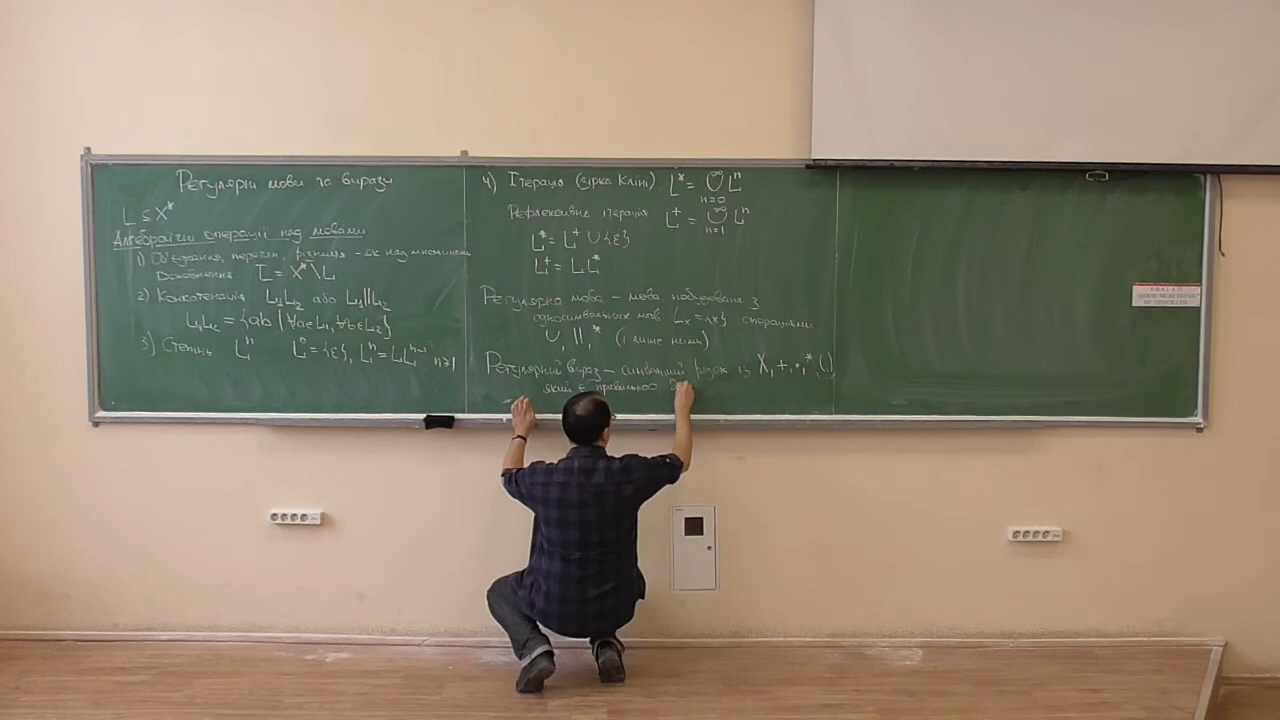 Регулярні мови та вирази
L ⊆ X*
Алгебраїчні операції над мовами
1) Об'єднання, перетин, різниця - як над множинами
Доповнення L̅ = X* \ L
2) Конкатенація L₁L₂ або L₁||L₂
L₁L₂ = {ab | ∀a∈L₁, ∀b∈L₂}
3) Степінь Lⁿ L⁰ = {ε}, Lⁿ = LLⁿ⁻¹ n≥1
4) Ітерація (зірка Кліні) L* = ∪ Lⁿ
n=0
∞
Рефлексивна ітерація L⁺ = ∪ Lⁿ
n=1
∞
L* = L⁺ ∪ {ε}
L⁺ = LL*
Регулярна мова - мова, побудована з
односимвольних мов Lₓ = {x} операціями
∪, ||, * (і лише ними)
Регулярний вираз - символьний рядок із X, +, ·, * ()
який є правильною